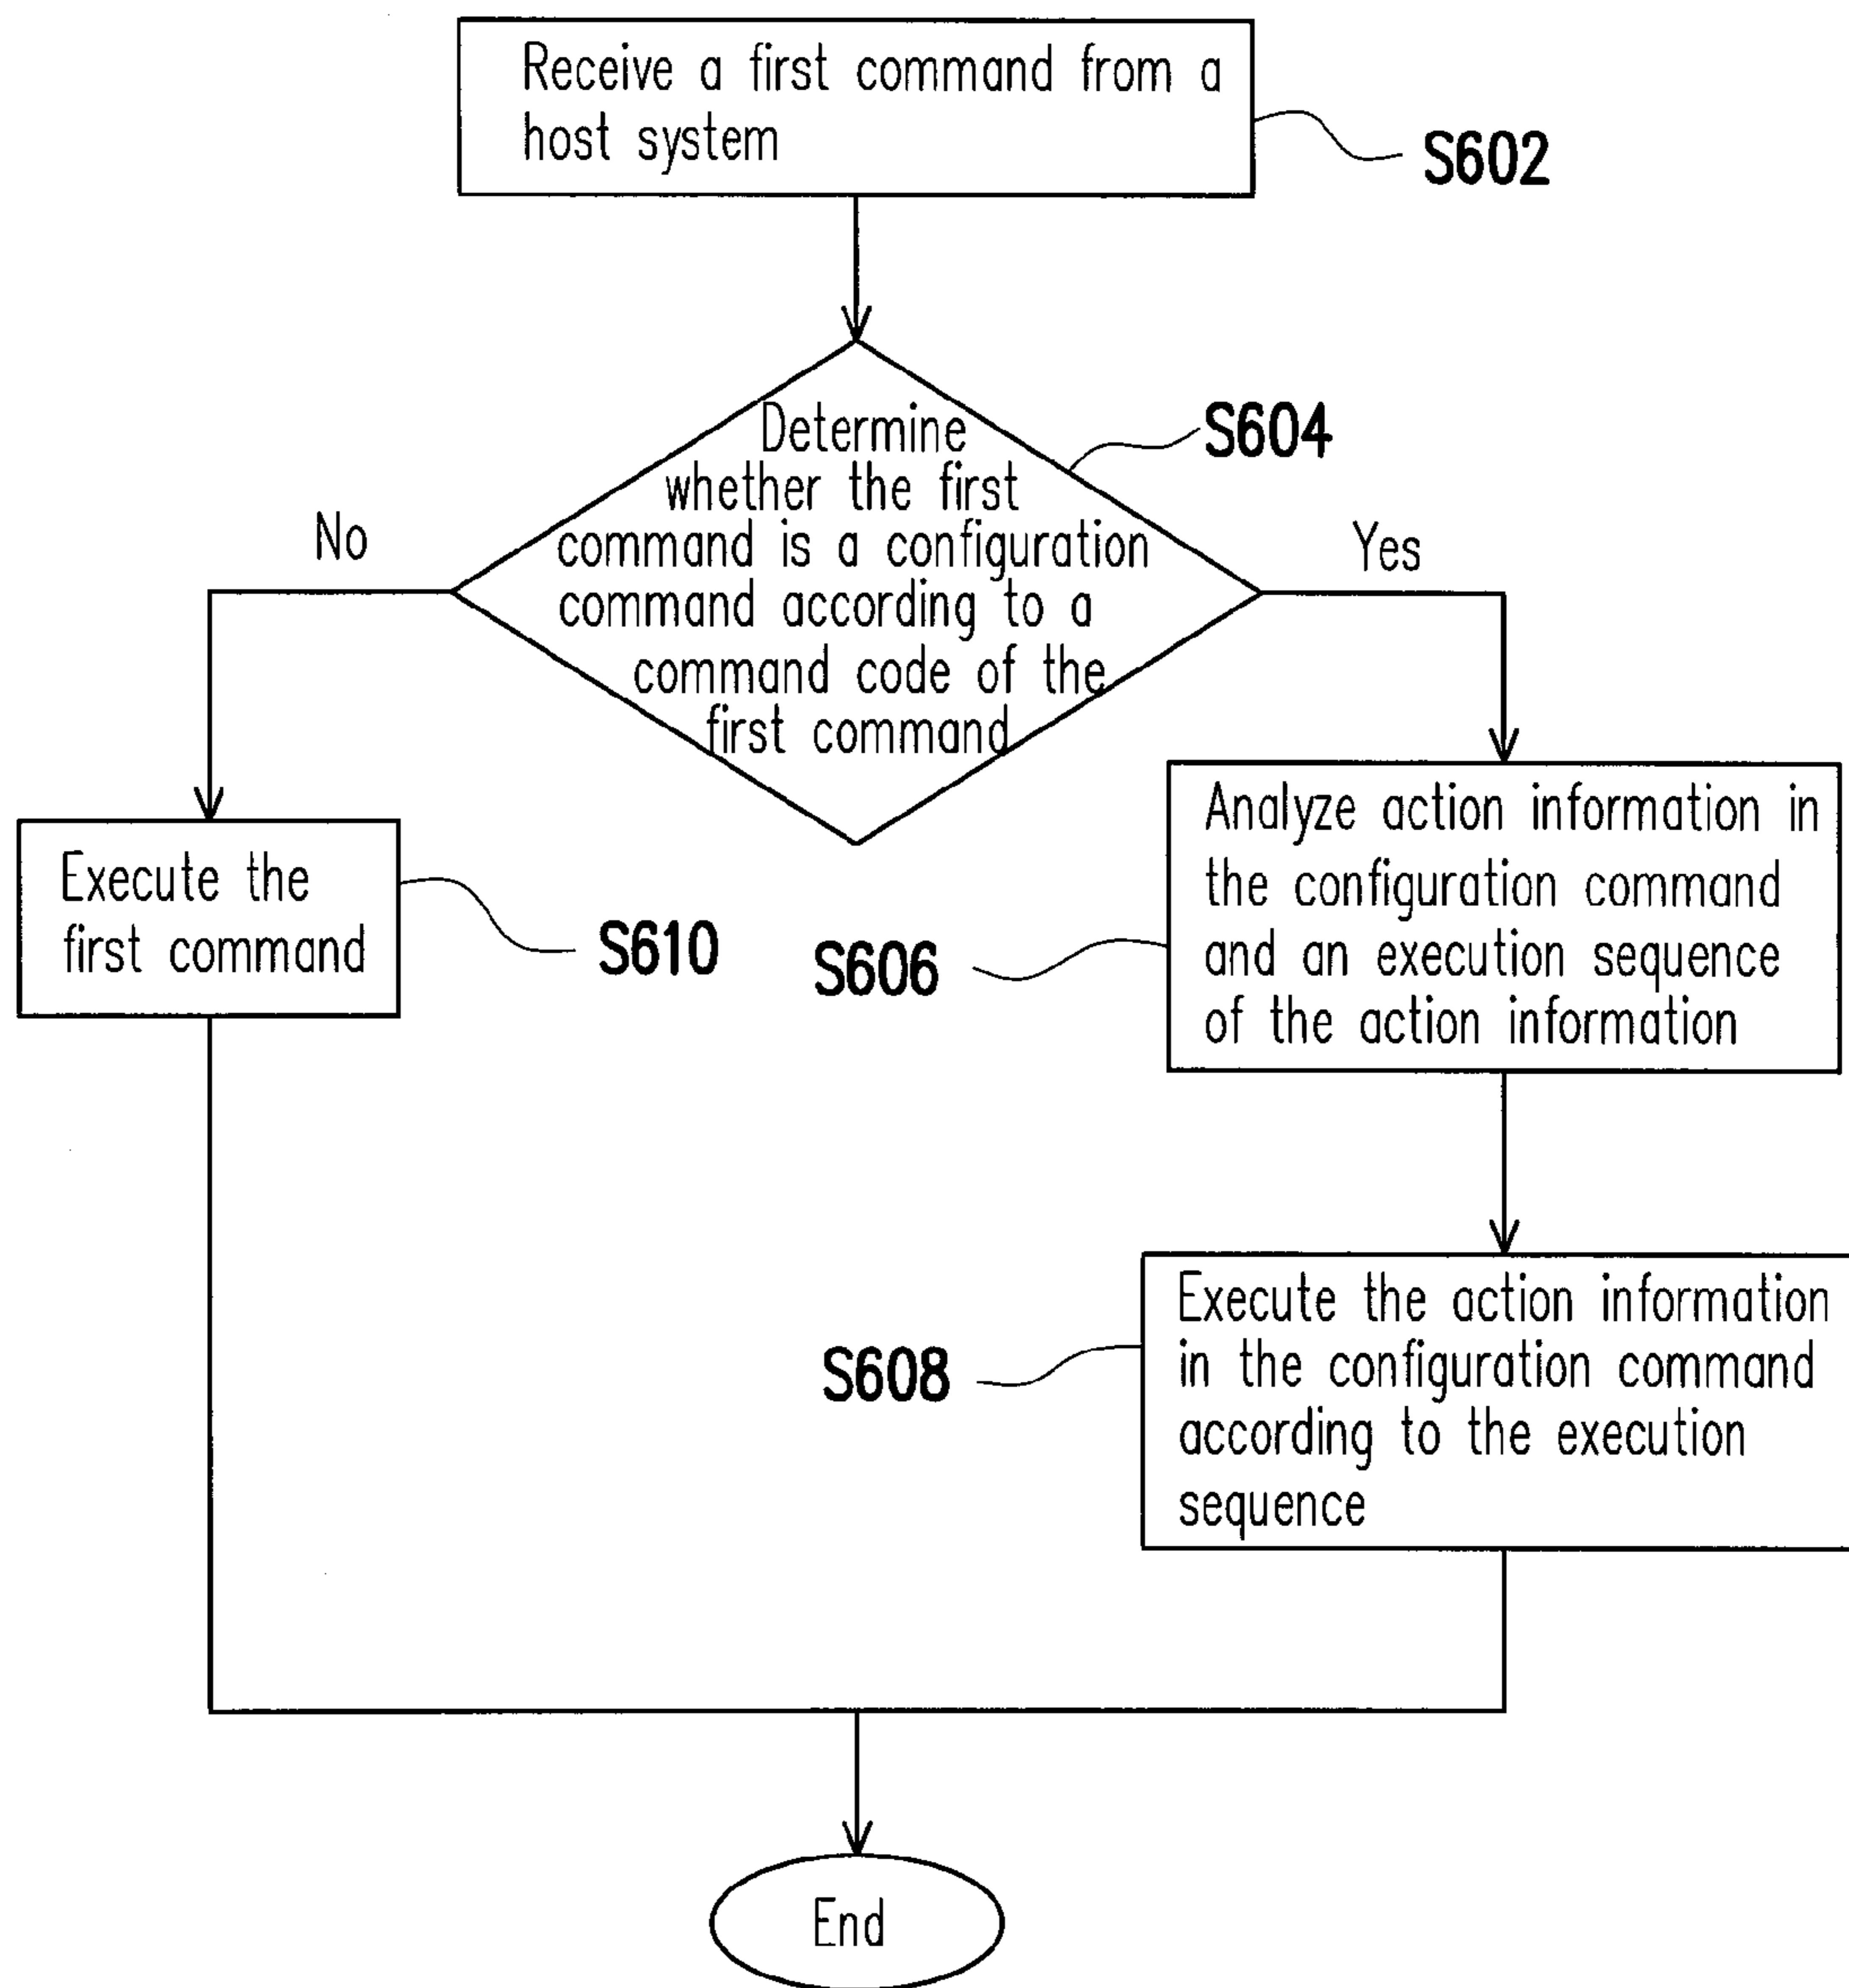 Receive a first command from a
host system
S602
Determine
whether the first
command is a configuration
command according to a
command code of the
first command
S604
No
Yes
Execute the
first command
S610
Analyze action information in
the configuration command
and an execution sequence
of the action information
S606
Execute the action information
in the configuration command
according to the execution
sequence
S608
End